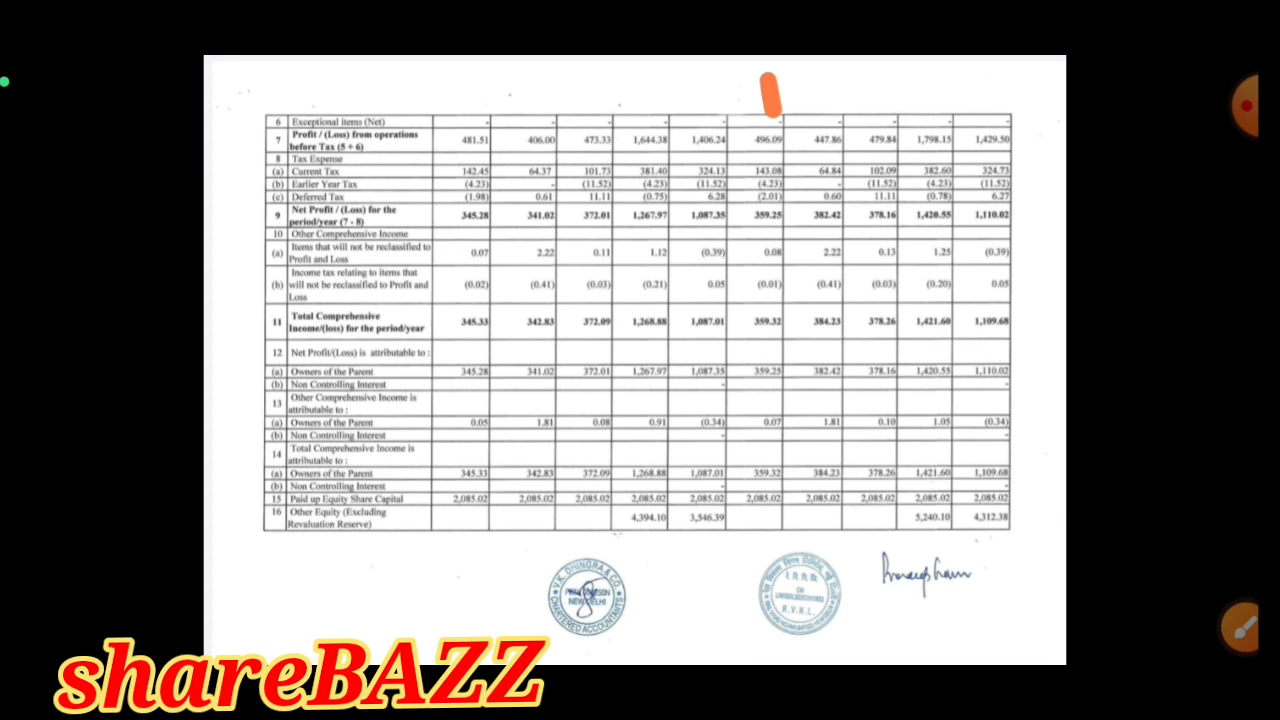 6 Exceptional items (Net) - - - - - - - - - -
7 Profit / (Loss) from operations before Tax (5 + 6) 481.51 406.00 473.33 1,644.38 1,406.24 496.09 447.86 479.84 1,798.15 1,429.50
8 Tax Expense
(a) Current Tax 142.45 64.37 101.73 381.40 324.13 143.08 64.84 102.09 382.60 324.73
(b) Earlier Year Tax (4.23) - (11.52) (4.23) (11.52) (4.23) - (11.52) (4.23) (11.52)
(c) Deferred Tax (1.98) 0.61 11.11 (0.75) 6.28 (2.01) 0.60 11.11 (0.78) 6.27
9 Net Profit / (Loss) for the period/year (7 - 8) 345.28 341.02 372.01 1,267.97 1,087.35 359.25 382.42 378.16 1,420.55 1,110.02
10 Other Comprehensive Income
(a) Items that will not be reclassified to Profit and Loss 0.07 2.22 0.11 1.12 (0.39) 0.08 2.22 0.13 1.25 (0.39)
(b) Income tax relating to items that will not be reclassified to Profit and Loss (0.02) (0.41) (0.03) (0.21) 0.05 (0.01) (0.41) (0.03) (0.20) 0.05
11 Total Comprehensive Income/(loss) for the period/year 345.33 342.83 372.09 1,268.88 1,087.01 359.32 384.23 378.26 1,421.60 1,109.68
12 Net Profit/(Loss) is attributable to :
(a) Owners of the Parent 345.28 341.02 372.01 1,267.97 1,087.35 359.25 382.42 378.16 1,420.55 1,110.02
(b) Non Controlling Interest - -
13 Other Comprehensive Income is attributable to :
(a) Owners of the Parent 0.05 1.81 0.08 0.91 (0.34) 0.07 1.81 0.10 1.05 (0.34)
(b) Non Controlling Interest - -
14 Total Comprehensive Income is attributable to :
(a) Owners of the Parent 345.33 342.83 372.09 1,268.88 1,087.01 359.32 384.23 378.26 1,421.60 1,109.68
(b) Non Controlling Interest - -
15 Paid up Equity Share Capital 2,085.02 2,085.02 2,085.02 2,085.02 2,085.02 2,085.02 2,085.02 2,085.02 2,085.02 2,085.02
16 Other Equity (Excluding Revaluation Reserve) 4,394.10 3,546.39 5,240.10 4,312.38
V.K. DHINGRA & CO
NEW DELHI
CHARTERED ACCOUNTANTS
R.V.N.L.
shareBAZZ